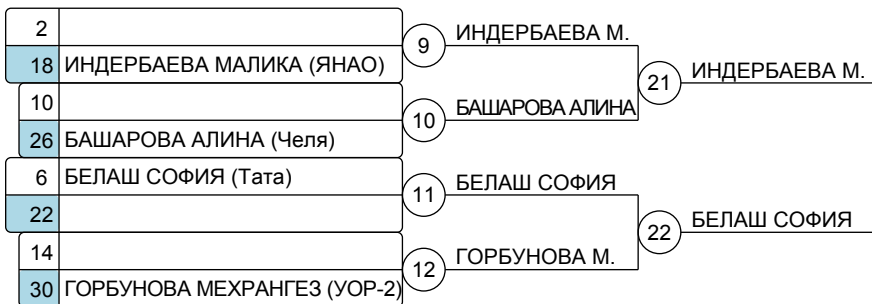 2
9
ИНДЕРБАЕВА М.
18 ИНДЕРБАЕВА МАЛИКА (ЯНАО)
21
ИНДЕРБАЕВА М.
10
10
БАШАРОВА АЛИНА
26 БАШАРОВА АЛИНА (Челя)
6 БЕЛАШ СОФИЯ (Тата)
11
БЕЛАШ СОФИЯ
22
22
БЕЛАШ СОФИЯ
14
12
ГОРБУНОВА М.
30 ГОРБУНОВА МЕХРАНГЕЗ (УОР-2)